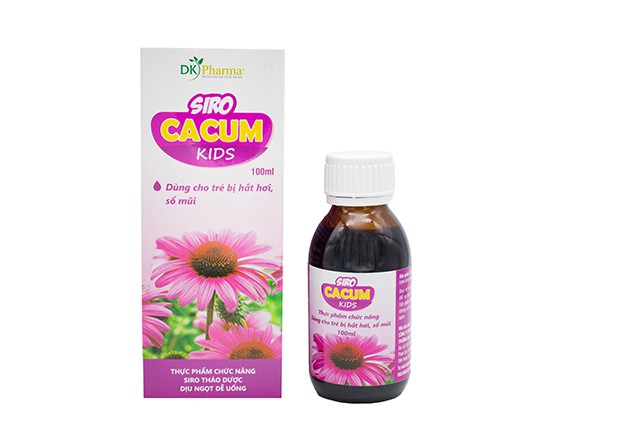 DK Pharma®
SIRO
CACUM
KIDS
100ml
Dùng cho trẻ bị hắt hơi,
sổ mũi
THỰC PHẨM CHỨC NĂNG
SIRO THẢO DƯỢC
DỊU NGỌT DỄ UỐNG
SIRO
CACUM
KIDS
Thực phẩm chức năng
Dùng cho trẻ bị hắt hơi, sổ mũi
100ml